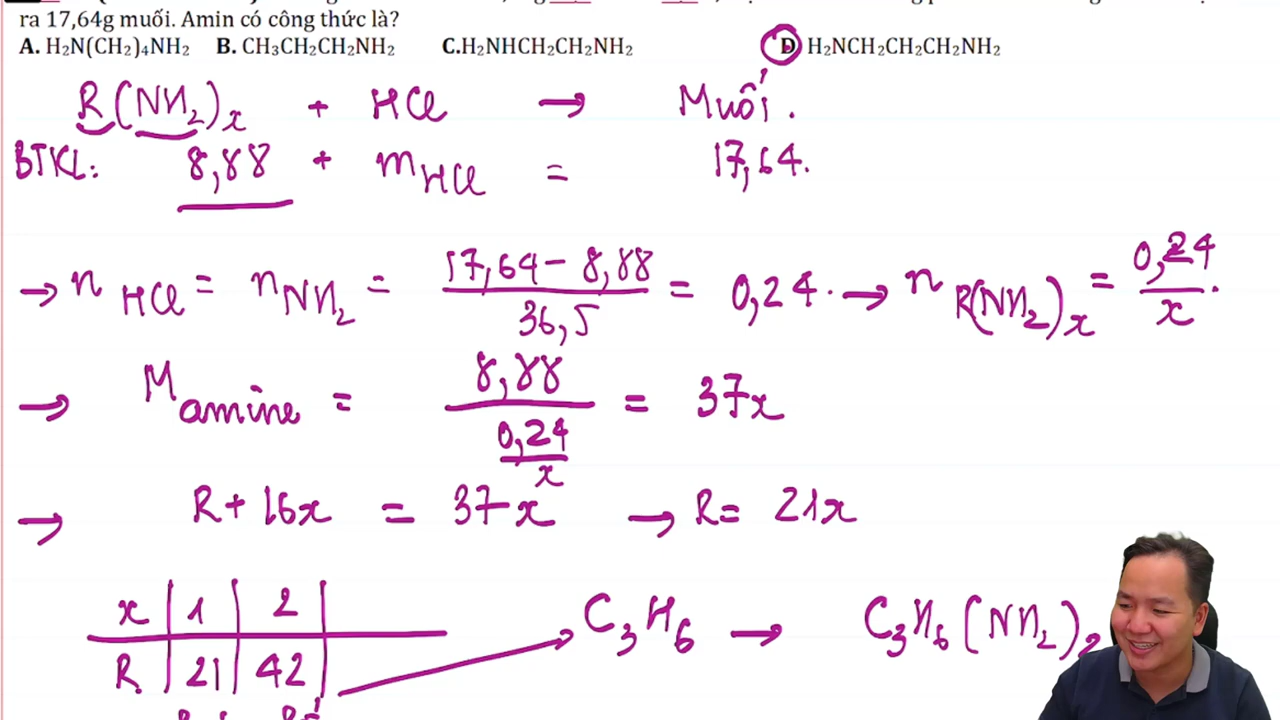 ra 17,64g muối. Amin có công thức là?
A. H₂N(CH₂)₄NH₂ B. CH₃CH₂CH₂NH₂ C.H₂NHCH₂CH₂NH₂ D H₂NCH₂CH₂CH₂NH₂
R(NH₂)ₓ + HCl → Muối.
BTKL: 8,88 + mHCl = 17,64.
→ nHCl = nNH₂ = (17,64 - 8,88)/36,5 = 0,24. → nR(NH₂)ₓ = 0,24/x.
→ Mamine = 8,88/(0,24/x) = 37x
→ R + 16x = 37x → R = 21x
x | 1 | 2 |
R | 21 | 42 | → C₃H₆ → C₃H₆(NH₂)₂